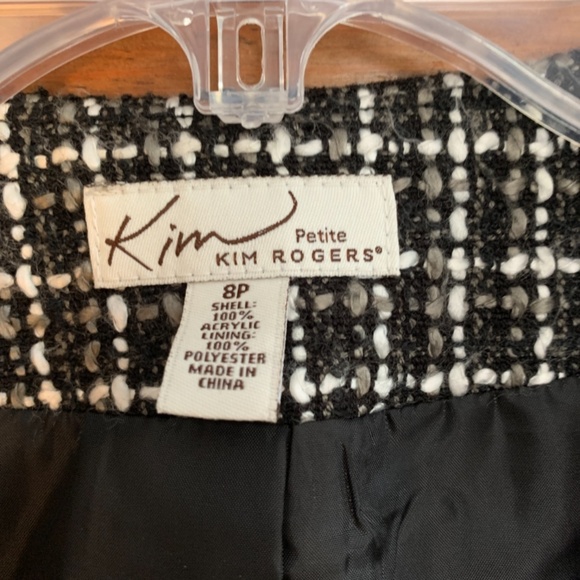 Kim
Petite
KIM ROGERS®
8P
SHELL:
100%
ACRYLIC
LINING:
100%
POLYESTER
MADE IN
CHINA